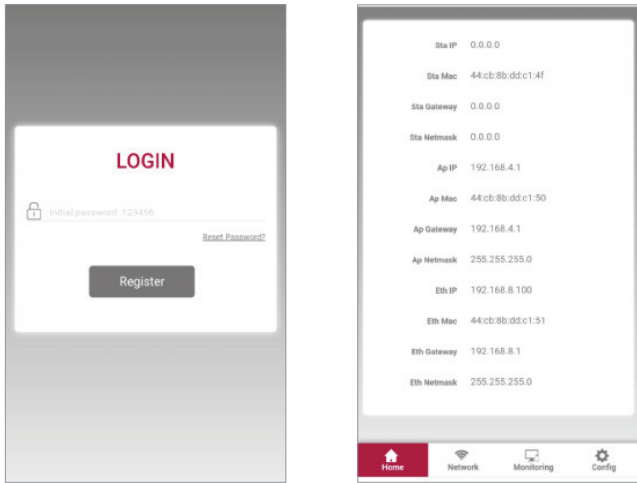 LOGIN
Initial password: 123456
Reset Password?
Register
Sta IP 0.0.0.0
Sta Mac 44:cb:8b:dd:c1:4f
Sta Gateway 0.0.0.0
Sta Netmask 0.0.0.0
Ap IP 192.168.4.1
Ap Mac 44:cb:8b:dd:c1:50
Ap Gateway 192.168.4.1
Ap Netmask 255.255.255.0
Eth IP 192.168.8.100
Eth Mac 44:cb:8b:dd:c1:51
Eth Gateway 192.168.8.1
Eth Netmask 255.255.255.0
Home Network Monitoring Config